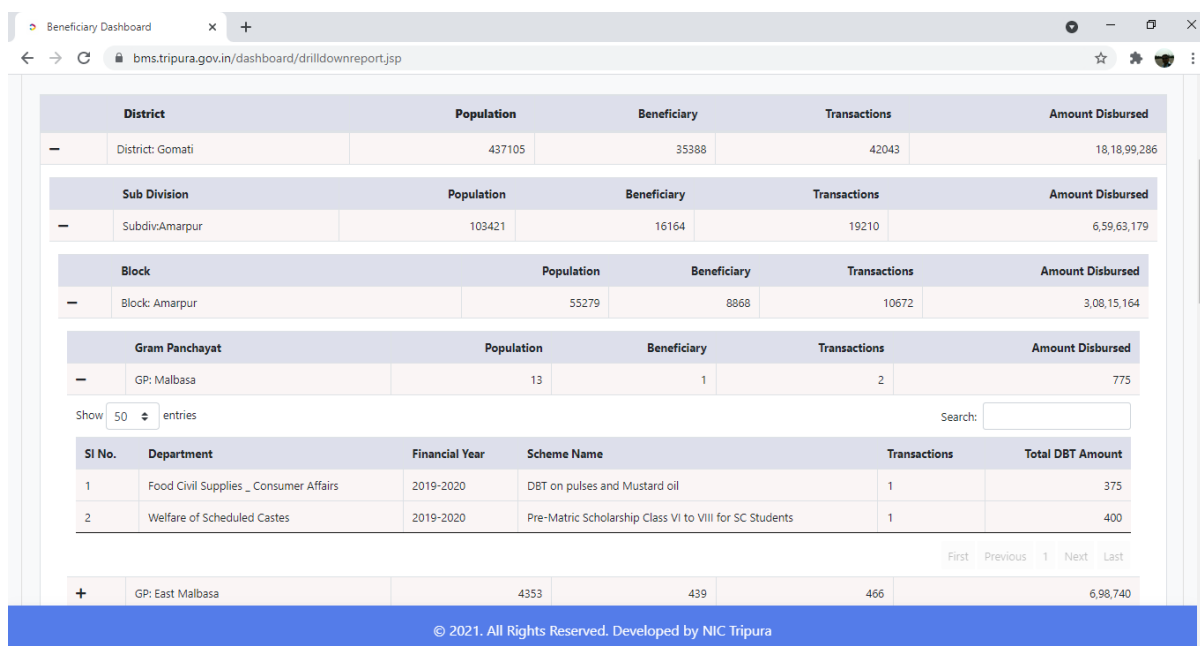 Beneficiary Dashboard
bms.tripura.gov.in/dashboard/drilldownreport.jsp
District Population Beneficiary Transactions Amount Disbursed
District: Gomati 437105 35388 42043 18,18,99,286
Sub Division Population Beneficiary Transactions Amount Disbursed
Subdiv:Amarpur 103421 16164 19210 6,59,63,179
Block Population Beneficiary Transactions Amount Disbursed
Block: Amarpur 55279 8868 10672 3,08,15,164
Gram Panchayat Population Beneficiary Transactions Amount Disbursed
GP: Malbasa 13 1 2 775
Show 50 entries Search:
Sl No. Department Financial Year Scheme Name Transactions Total DBT Amount
1 Food Civil Supplies _ Consumer Affairs 2019-2020 DBT on pulses and Mustard oil 1 375
2 Welfare of Scheduled Castes 2019-2020 Pre-Matric Scholarship Class VI to VIII for SC Students 1 400
First Previous 1 Next Last
GP: East Malbasa 4353 439 466 6,98,740
© 2021. All Rights Reserved. Developed by NIC Tripura